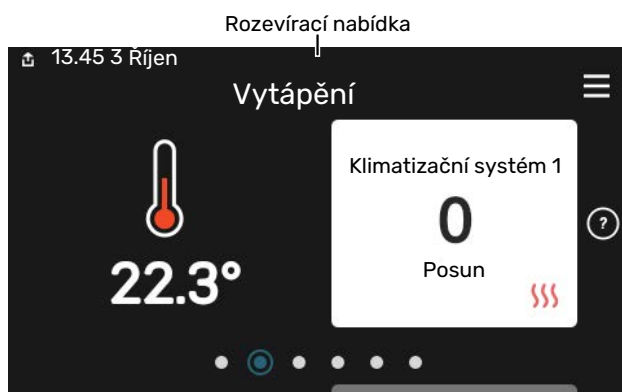 Rozevírací nabídka
13.45 3 Říjen
Vytápění
Klimatizační systém 1
0
22.3°
Posun
?